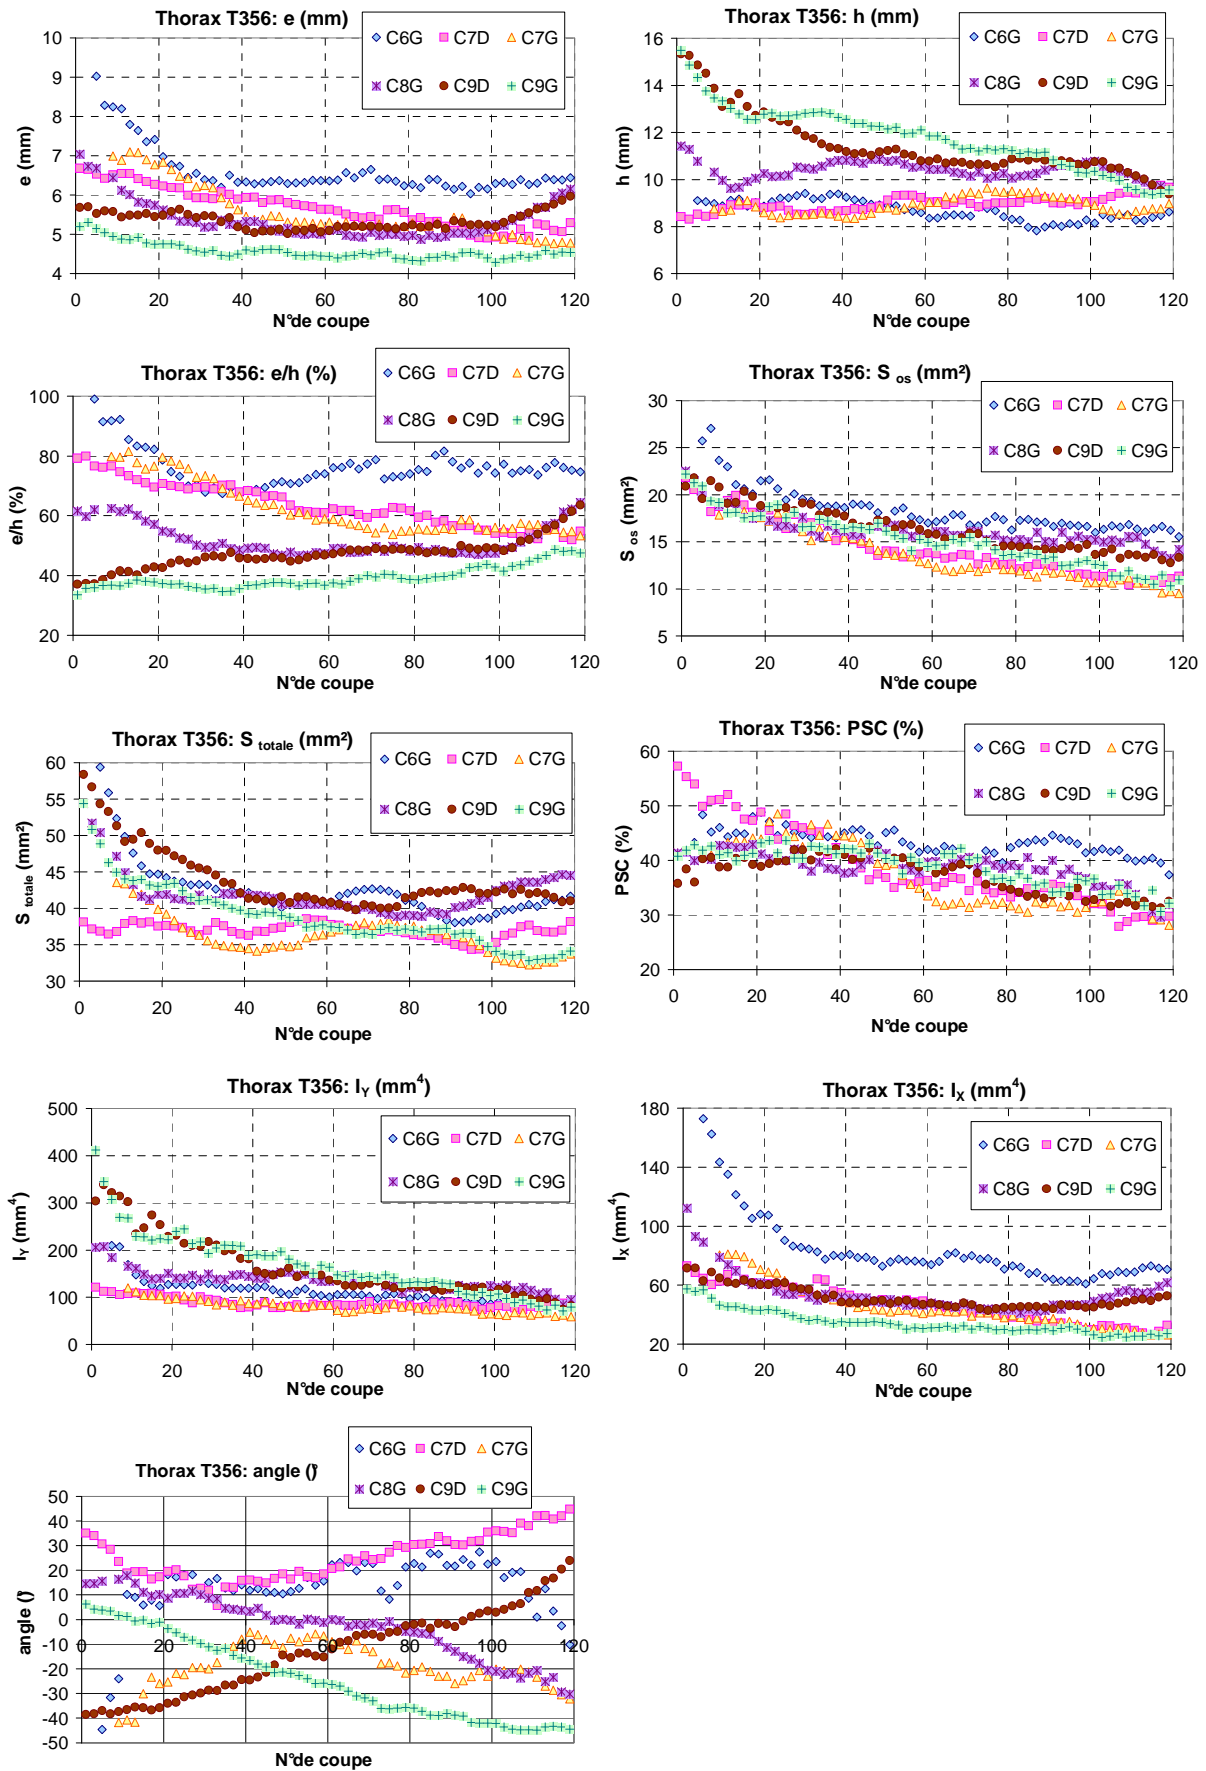 Thorax T356: e (mm)
C6G C7D C7G
C8G C9D C9G
10
9
8
7
6
5
4
e (mm)
0 20 40 60 80 100 120
N°de coupe
Thorax T356: h (mm)
C6G C7D C7G
C8G C9D C9G
16
14
12
10
8
6
h (mm)
0 20 40 60 80 100 120
N°de coupe
Thorax T356: e/h (%)
C6G C7D C7G
C8G C9D C9G
100
80
60
40
20
e/h (%)
0 20 40 60 80 100 120
N°de coupe
Thorax T356: S os (mm²)
C6G C7D C7G
C8G C9D C9G
30
25
20
15
10
5
S os (mm²)
0 20 40 60 80 100 120
N°de coupe
Thorax T356: S totale (mm²)
C6G C7D C7G
C8G C9D C9G
60
55
50
45
40
35
30
S totale (mm²)
0 20 40 60 80 100 120
N°de coupe
Thorax T356: PSC (%)
C6G C7D C7G
C8G C9D C9G
60
50
40
30
20
PSC (%)
0 20 40 60 80 100 120
N°de coupe
Thorax T356: IY (mm4)
C6G C7D C7G
C8G C9D C9G
500
400
300
200
100
0
IY (mm4)
0 20 40 60 80 100 120
N°de coupe
Thorax T356: IX (mm4)
C6G C7D C7G
C8G C9D C9G
180
140
100
60
20
IX (mm4)
0 20 40 60 80 100 120
N°de coupe
Thorax T356: angle (°)
C6G C7D C7G
C8G C9D C9G
50
40
30
20
10
0
-10
-20
-30
-40
-50
angle (°)
0 20 40 60 80 100 120
N°de coupe